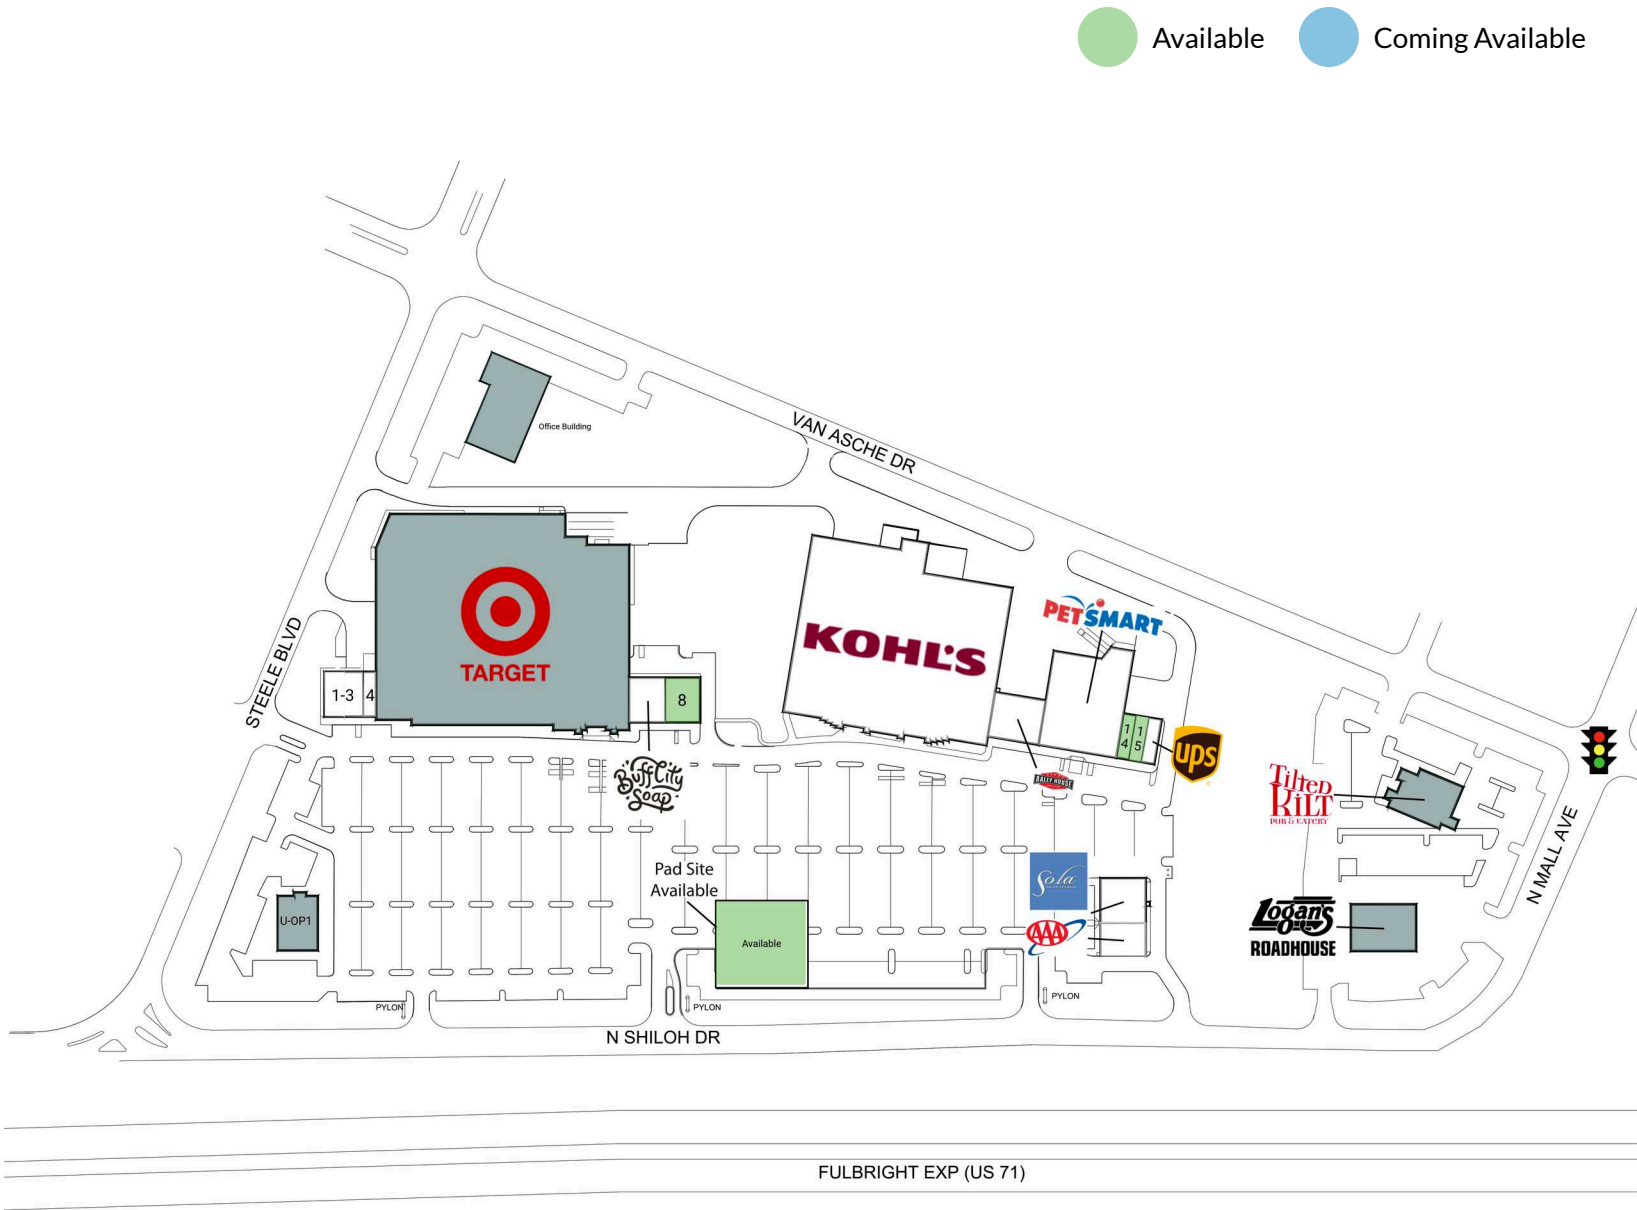 Available
Coming Available
VAN ASCHE DR
Office Building
STEELE BLVD
TARGET
KOHL'S
PETSMART
1-3
4
8
14
15
ups
Buff City
Soap
RALLY HOUSE
TILTED
KILT
PUB & EATERY
N MALL AVE
Pad Site
Available
Sola
AAA
Logan's
ROADHOUSE
U-OP1
Available
PYLON
PYLON
PYLON
N SHILOH DR
FULBRIGHT EXP (US 71)